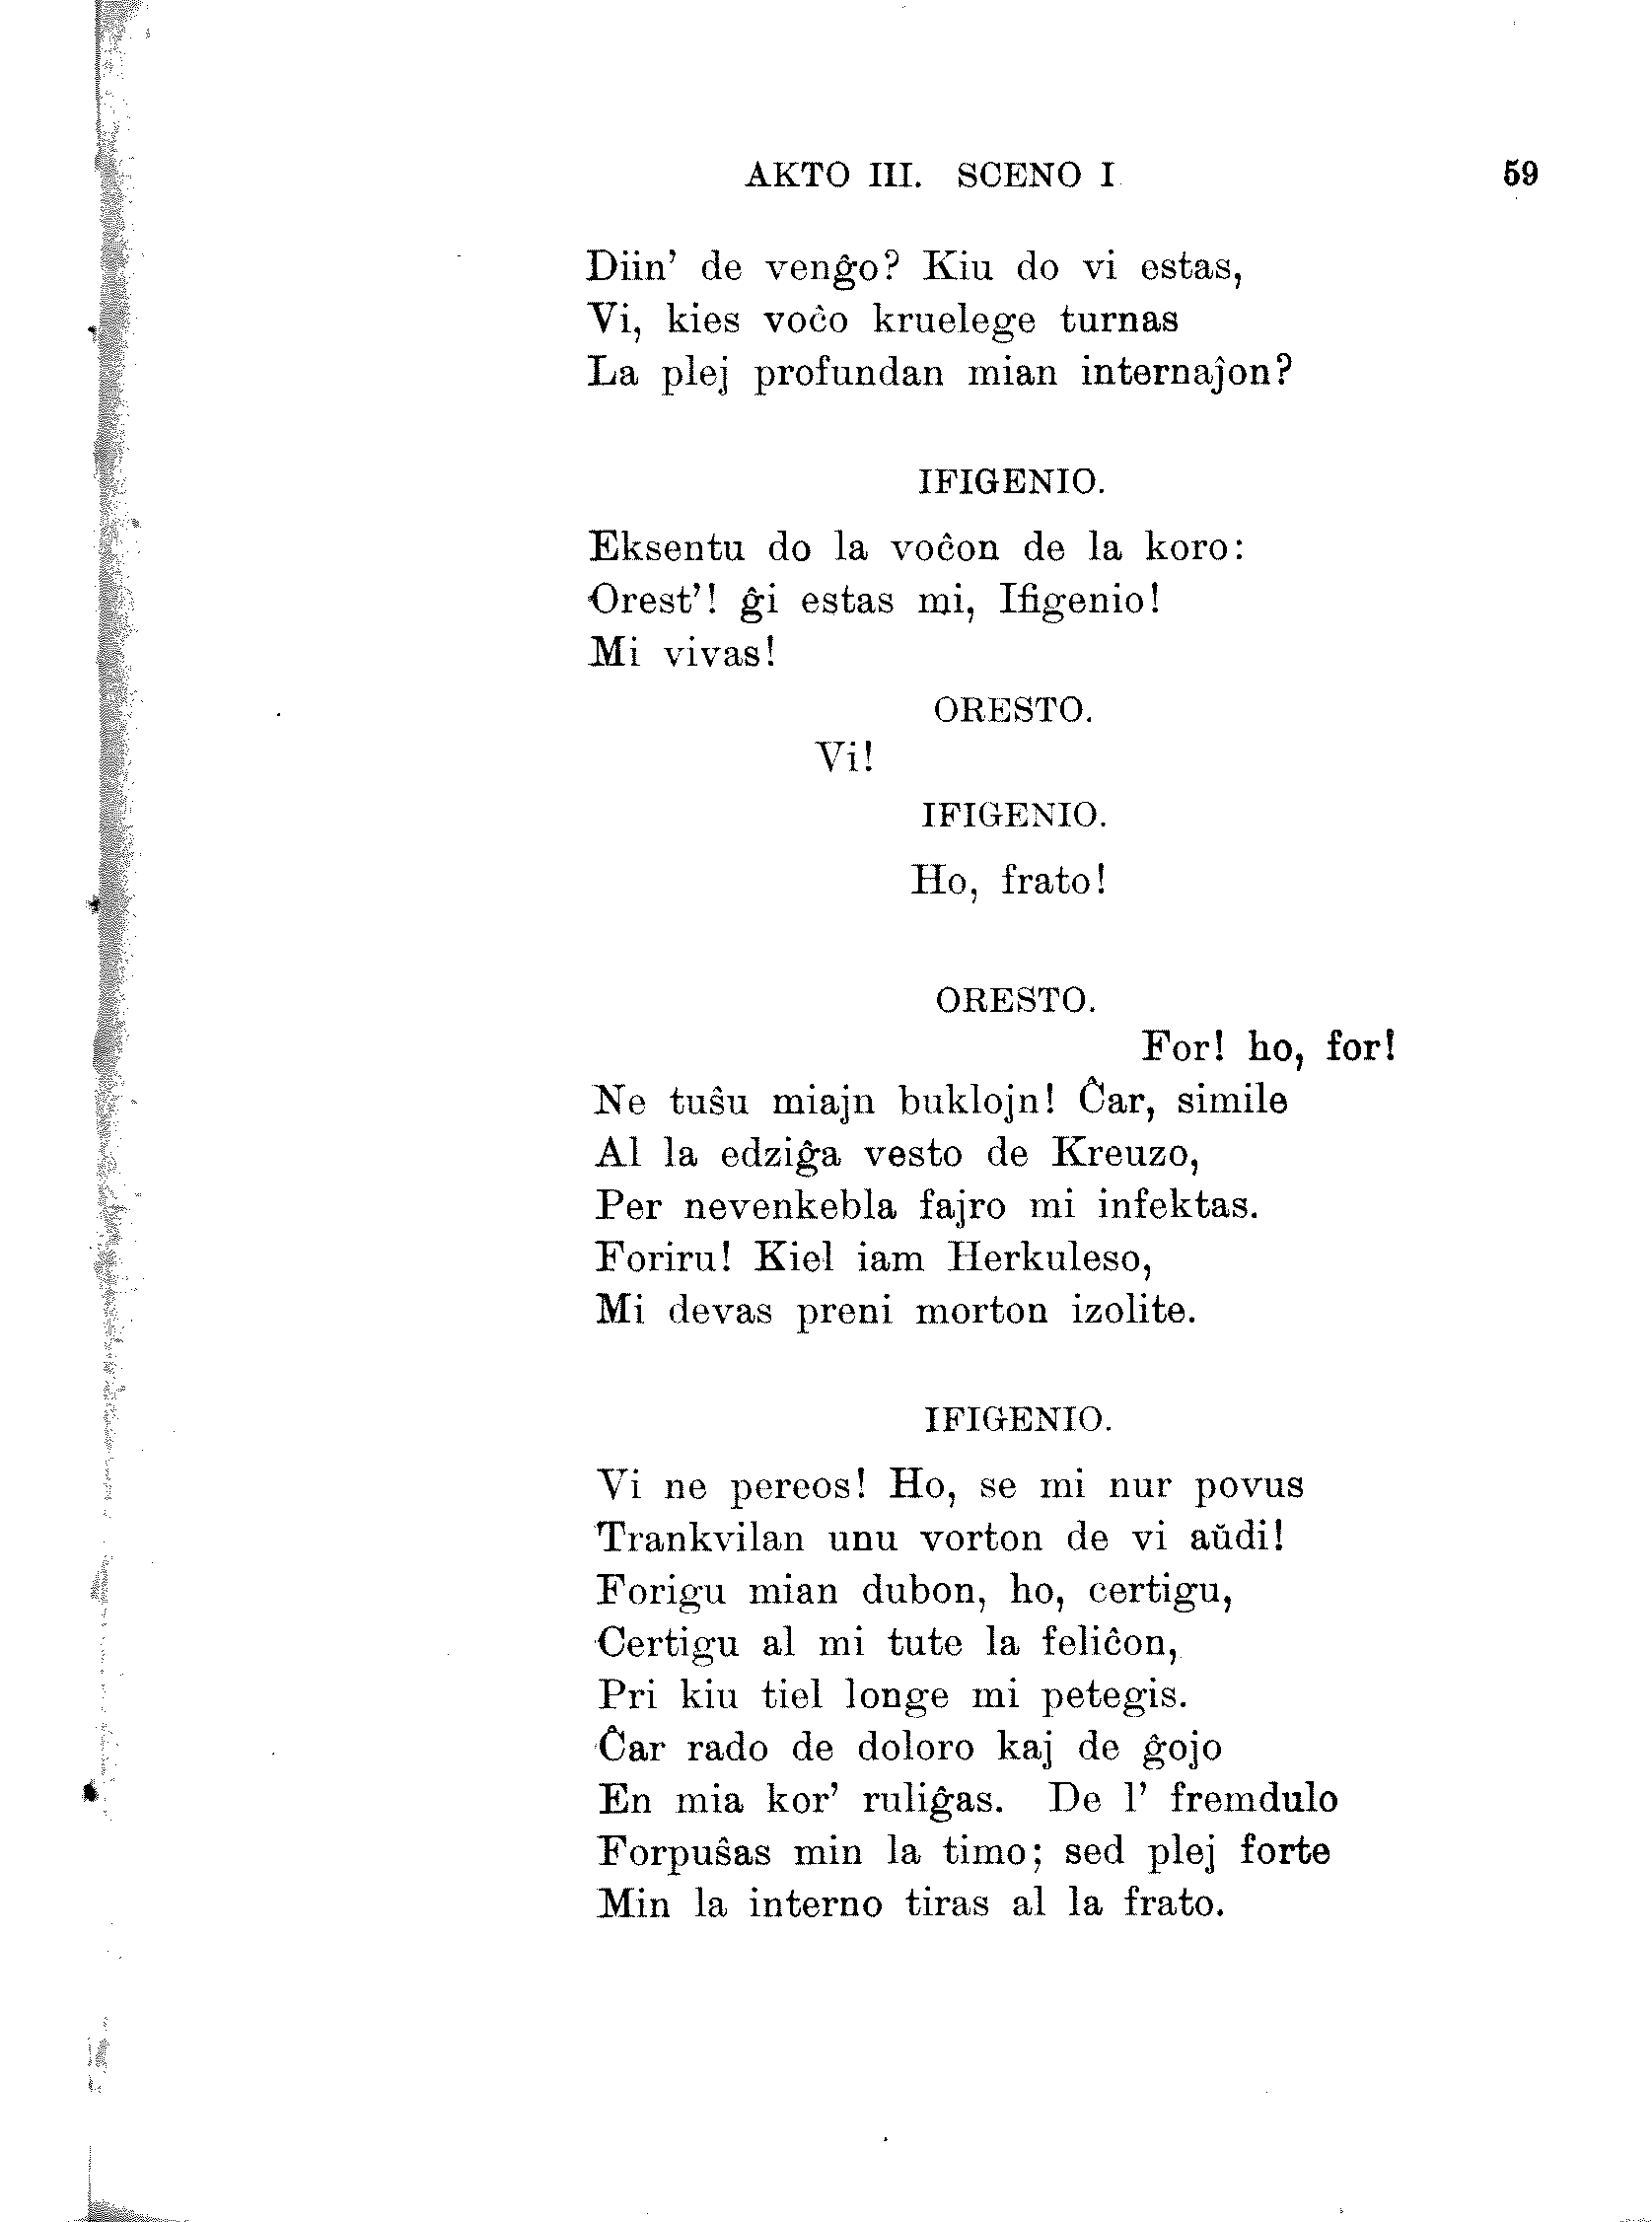 AKTO III. SCENO I 59
Diin' de venĝo? Kiu do vi estas,
Vi, kies voĉo kruelege turnas
La plej profundan mian internaĵon?
IFIGENIO.
Eksentu do la voĉon de la koro:
Orest'! ĝi estas mi, Ifigenio!
Mi vivas!
ORESTO.
Vi!
IFIGENIO.
Ho, frato!
ORESTO.
For! ho, for!
Ne tuŝu miajn buklojn! Ĉar, simile
Al la edziĝa vesto de Kreuzo,
Per nevenkebla fajro mi infektas.
Foriru! Kiel iam Herkuleso,
Mi devas preni morton izolite.
IFIGENIO.
Vi ne pereos! Ho, se mi nur povus
Trankvilan unu vorton de vi aŭdi!
Forigu mian dubon, ho, certigu,
Certigu al mi tute la feliĉon,
Pri kiu tiel longe mi petegis.
Ĉar rado de doloro kaj de ĝojo
En mia kor' ruliĝas. De l' fremdulo
Forpuŝas min la timo; sed plej forte
Min la interno tiras al la frato.